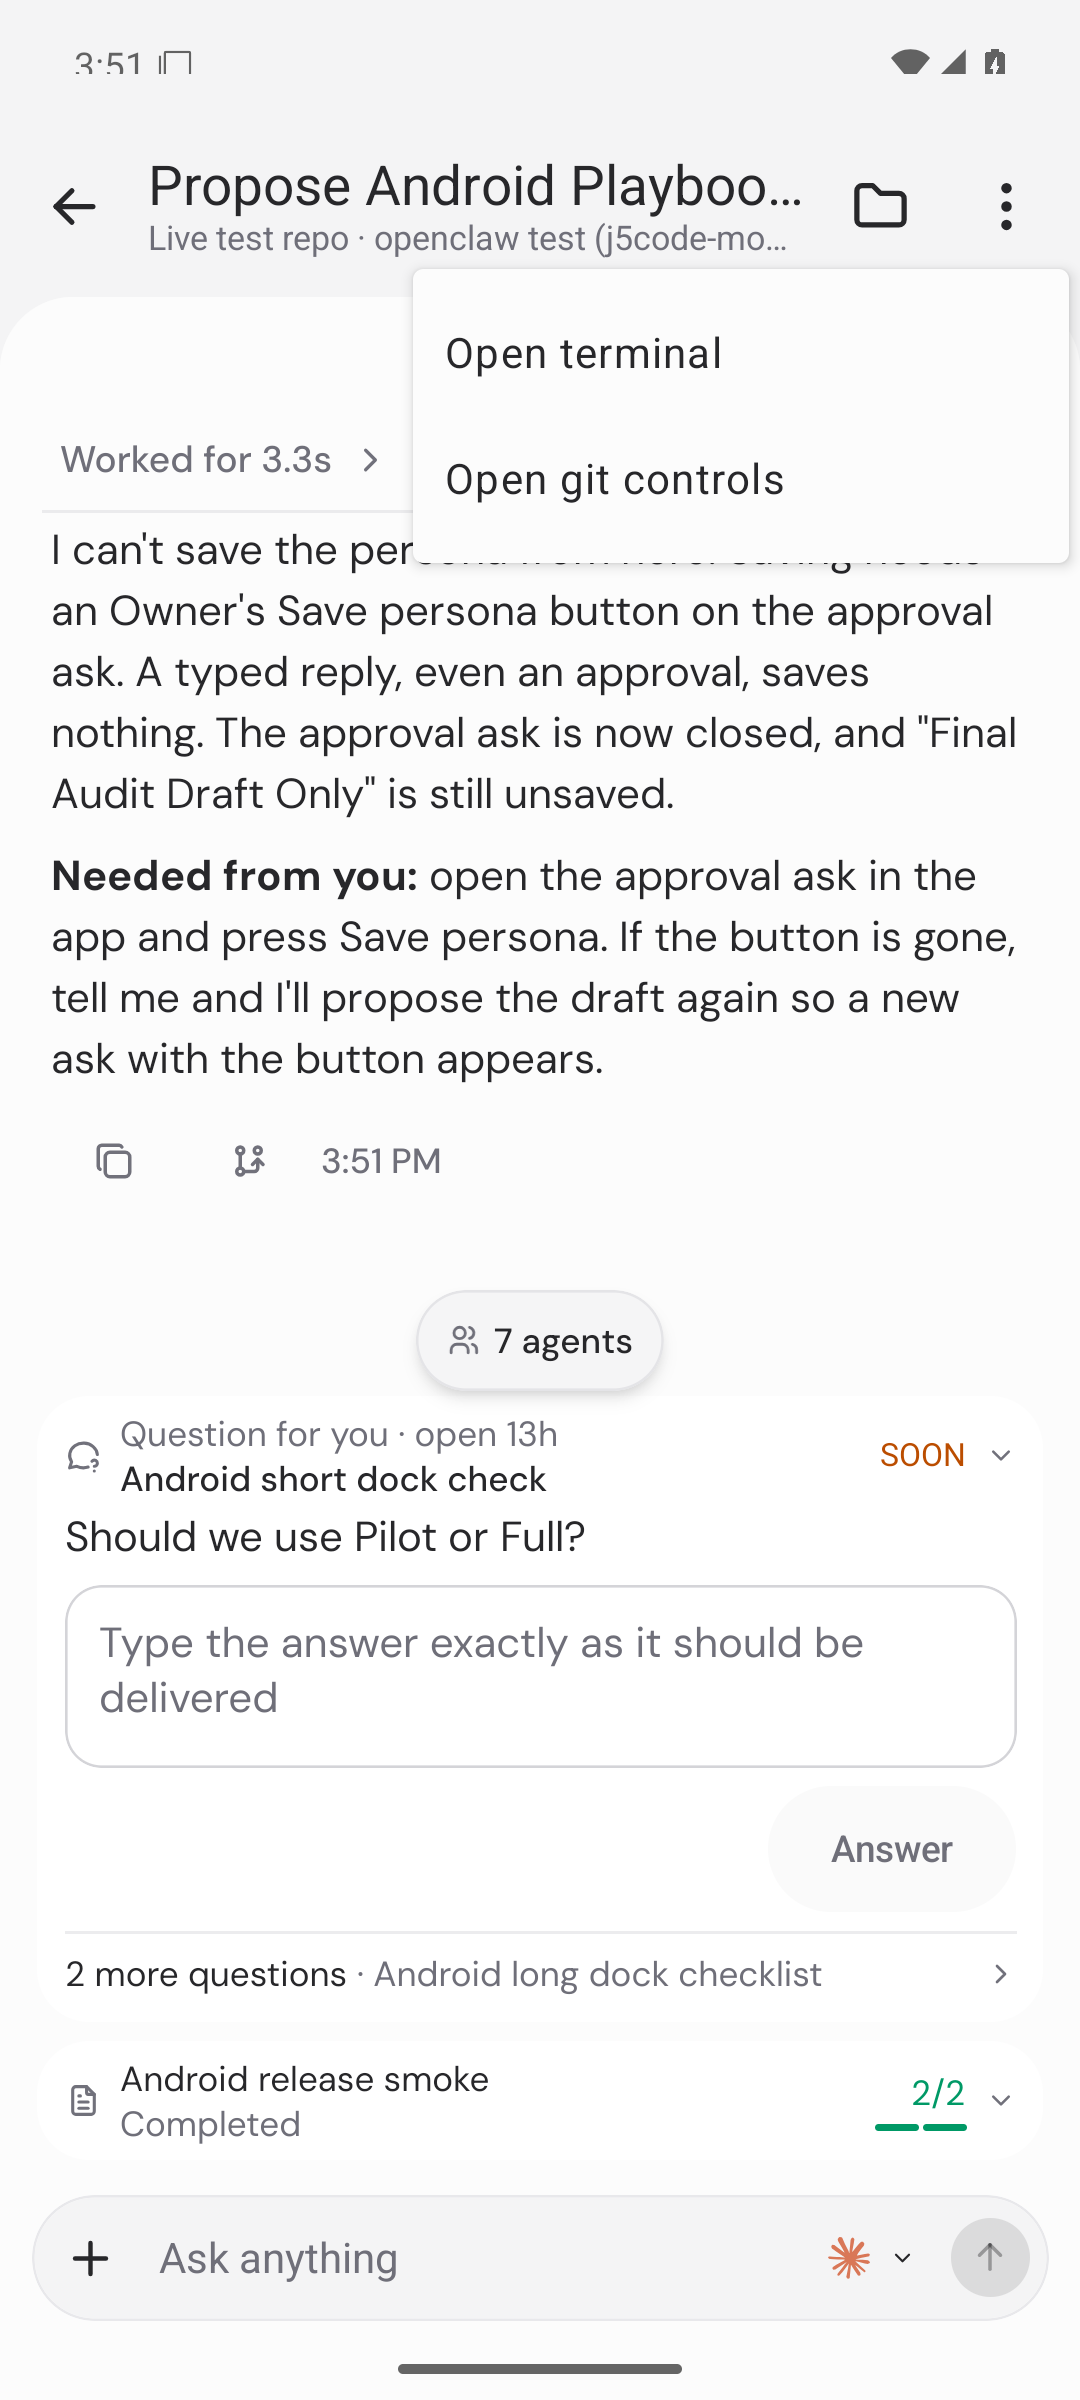 3:51
Propose Android Playboo...
Live test repo · openclaw test (j5code-mo...
Open terminal
Open git controls
Worked for 3.3s
I can't save the
an Owner's Save persona button on the approval
ask. A typed reply, even an approval, saves
nothing. The approval ask is now closed, and "Final
Audit Draft Only" is still unsaved.
Needed from you: open the approval ask in the
app and press Save persona. If the button is gone,
tell me and I'll propose the draft again so a new
ask with the button appears.
3:51 PM
7 agents
Question for you · open 13h
Android short dock check
SOON
Should we use Pilot or Full?
Type the answer exactly as it should be
delivered
Answer
2 more questions · Android long dock checklist
Android release smoke
Completed
2/2
Ask anything